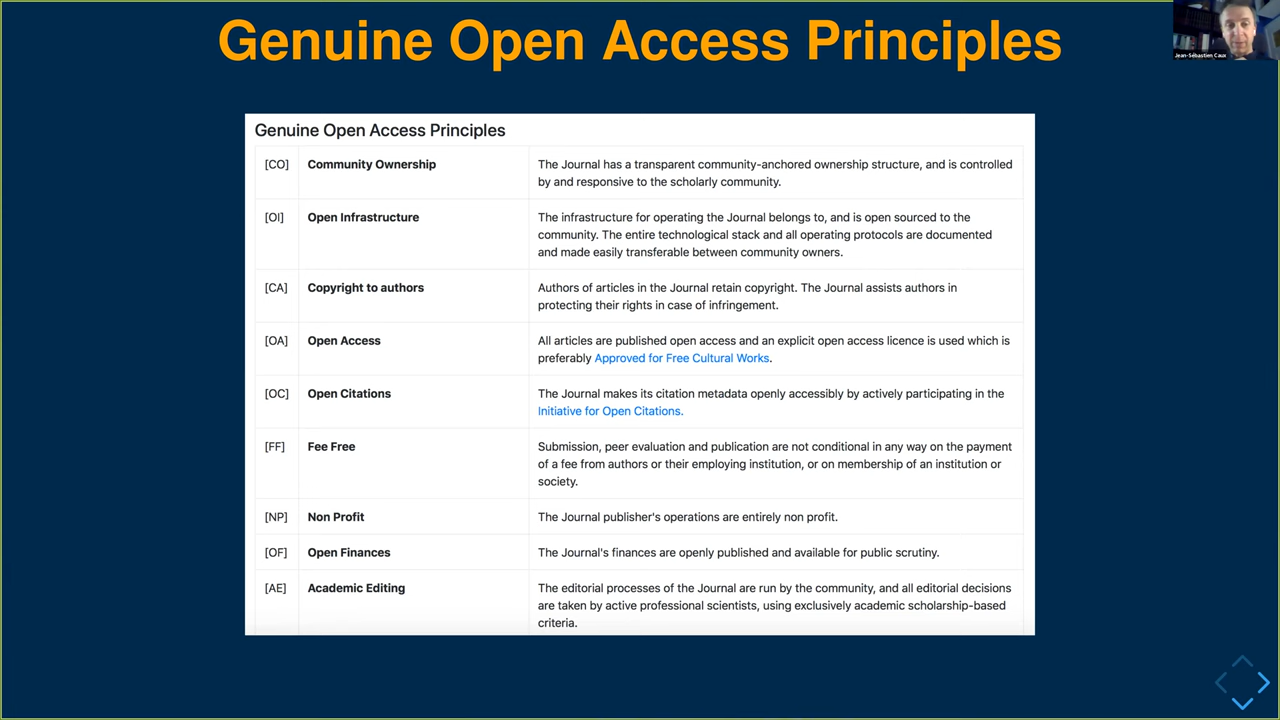 Genuine Open Access Principles
Jean-Sébastien Caux
Genuine Open Access Principles
[CO] Community Ownership The Journal has a transparent community-anchored ownership structure, and is controlled
by and responsive to the scholarly community.
[OI] Open Infrastructure The infrastructure for operating the Journal belongs to, and is open sourced to the
community. The entire technological stack and all operating protocols are documented
and made easily transferable between community owners.
[CA] Copyright to authors Authors of articles in the Journal retain copyright. The Journal assists authors in
protecting their rights in case of infringement.
[OA] Open Access All articles are published open access and an explicit open access licence is used which is
preferably Approved for Free Cultural Works.
[OC] Open Citations The Journal makes its citation metadata openly accessibly by actively participating in the
Initiative for Open Citations.
[FF] Fee Free Submission, peer evaluation and publication are not conditional in any way on the payment
of a fee from authors or their employing institution, or on membership of an institution or
society.
[NP] Non Profit The Journal publisher's operations are entirely non profit.
[OF] Open Finances The Journal's finances are openly published and available for public scrutiny.
[AE] Academic Editing The editorial processes of the Journal are run by the community, and all editorial decisions
are taken by active professional scientists, using exclusively academic scholarship-based
criteria.